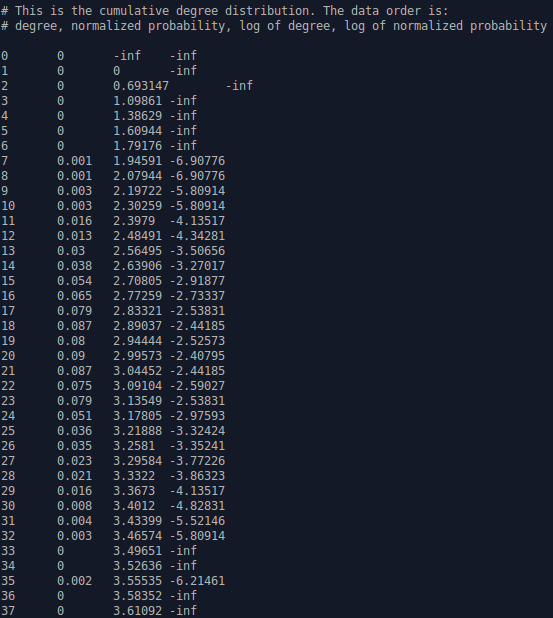 # This is the cumulative degree distribution. The data order is:
# degree, normalized probability, log of degree, log of normalized probability
0 0 -inf -inf
1 0 0 -inf
2 0 0.693147 -inf
3 0 1.09861 -inf
4 0 1.38629 -inf
5 0 1.60944 -inf
6 0 1.79176 -inf
7 0.001 1.94591 -6.90776
8 0.001 2.07944 -6.90776
9 0.003 2.19722 -5.80914
10 0.003 2.30259 -5.80914
11 0.016 2.3979 -4.13517
12 0.013 2.48491 -4.34281
13 0.03 2.56495 -3.50656
14 0.038 2.63906 -3.27017
15 0.054 2.70805 -2.91877
16 0.065 2.77259 -2.73337
17 0.079 2.83321 -2.53831
18 0.087 2.89037 -2.44185
19 0.08 2.94444 -2.52573
20 0.09 2.99573 -2.40795
21 0.087 3.04452 -2.44185
22 0.075 3.09104 -2.59027
23 0.079 3.13549 -2.53831
24 0.051 3.17805 -2.97593
25 0.036 3.21888 -3.32424
26 0.035 3.2581 -3.35241
27 0.023 3.29584 -3.77226
28 0.021 3.3322 -3.86323
29 0.016 3.3673 -4.13517
30 0.008 3.4012 -4.82831
31 0.004 3.43399 -5.52146
32 0.003 3.46574 -5.80914
33 0 3.49651 -inf
34 0 3.52636 -inf
35 0.002 3.55535 -6.21461
36 0 3.58352 -inf
37 0 3.61092 -inf